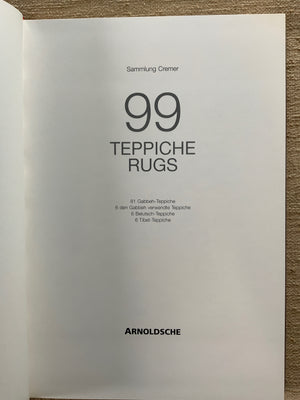 Sammlung Cremer
99
TEPPICHE
RUGS
81 Gabbeh-Teppiche
6 den Gabbeh verwandte Teppiche
6 Belutsch-Teppiche
6 Tibet-Teppiche
ARNOLDSCHE